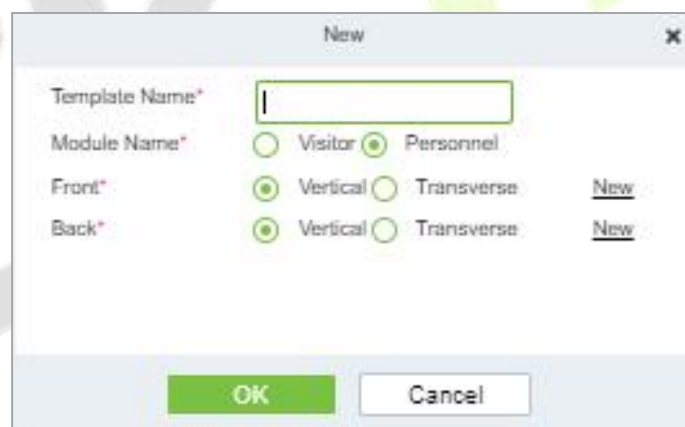 New
Template Name*
Module Name* Visitor Personnel
Front* Vertical Transverse New
Back* Vertical Transverse New
OK Cancel